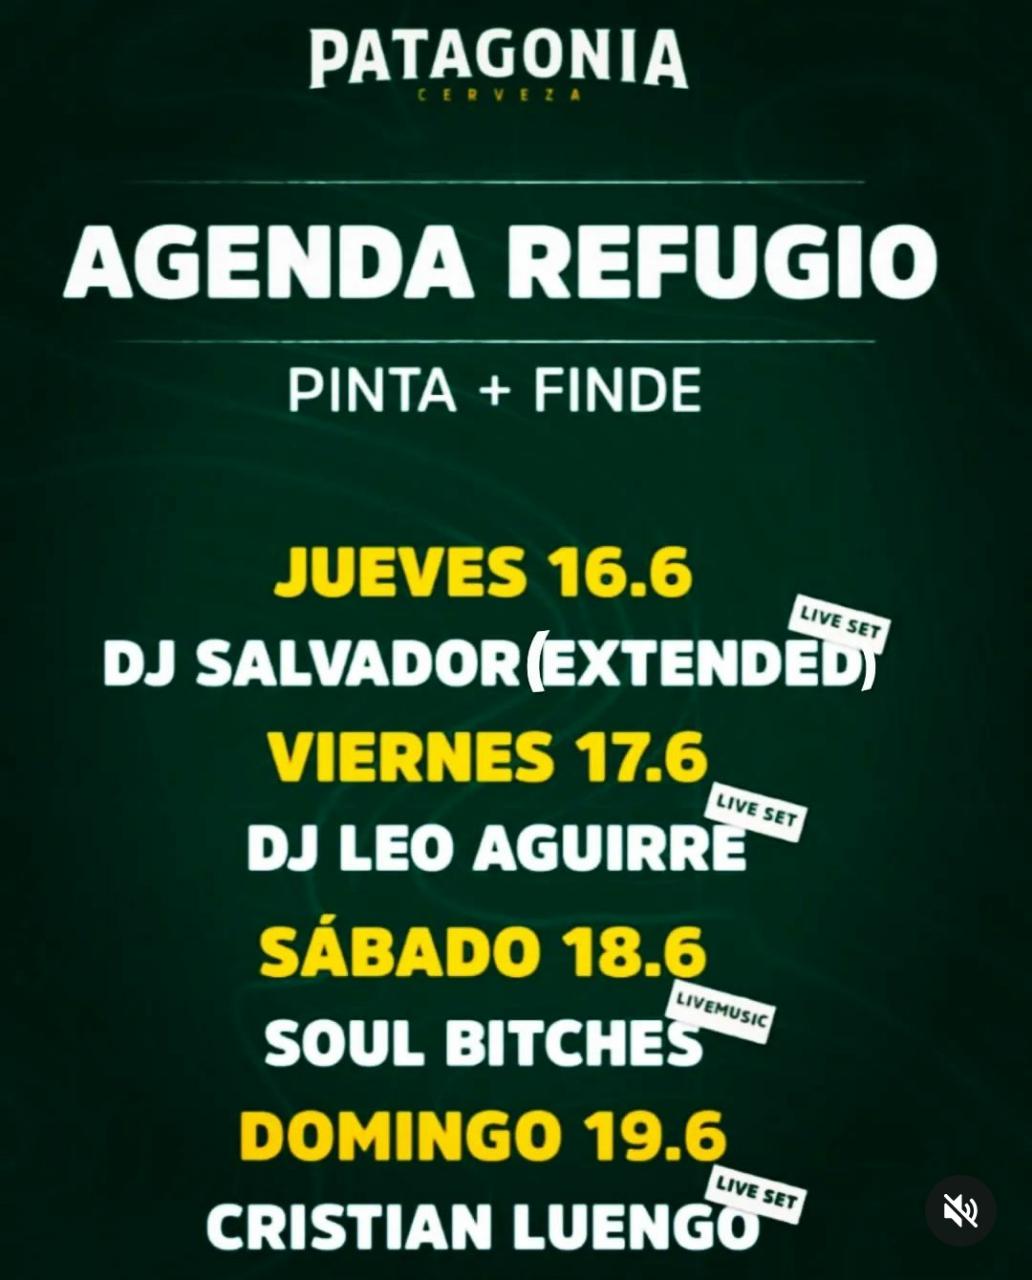 PATAGONIA
CERVEZA
AGENDA REFUGIO
PINTA + FINDE
JUEVES 16.6
LIVE SET
DJ SALVADOR (EXTENDED)
VIERNES 17.6
LIVE SET
DJ LEO AGUIRRE
SÁBADO 18.6
LIVEMUSIC
SOUL BITCHES
DOMINGO 19.6
LIVE SET
CRISTIAN LUENGO